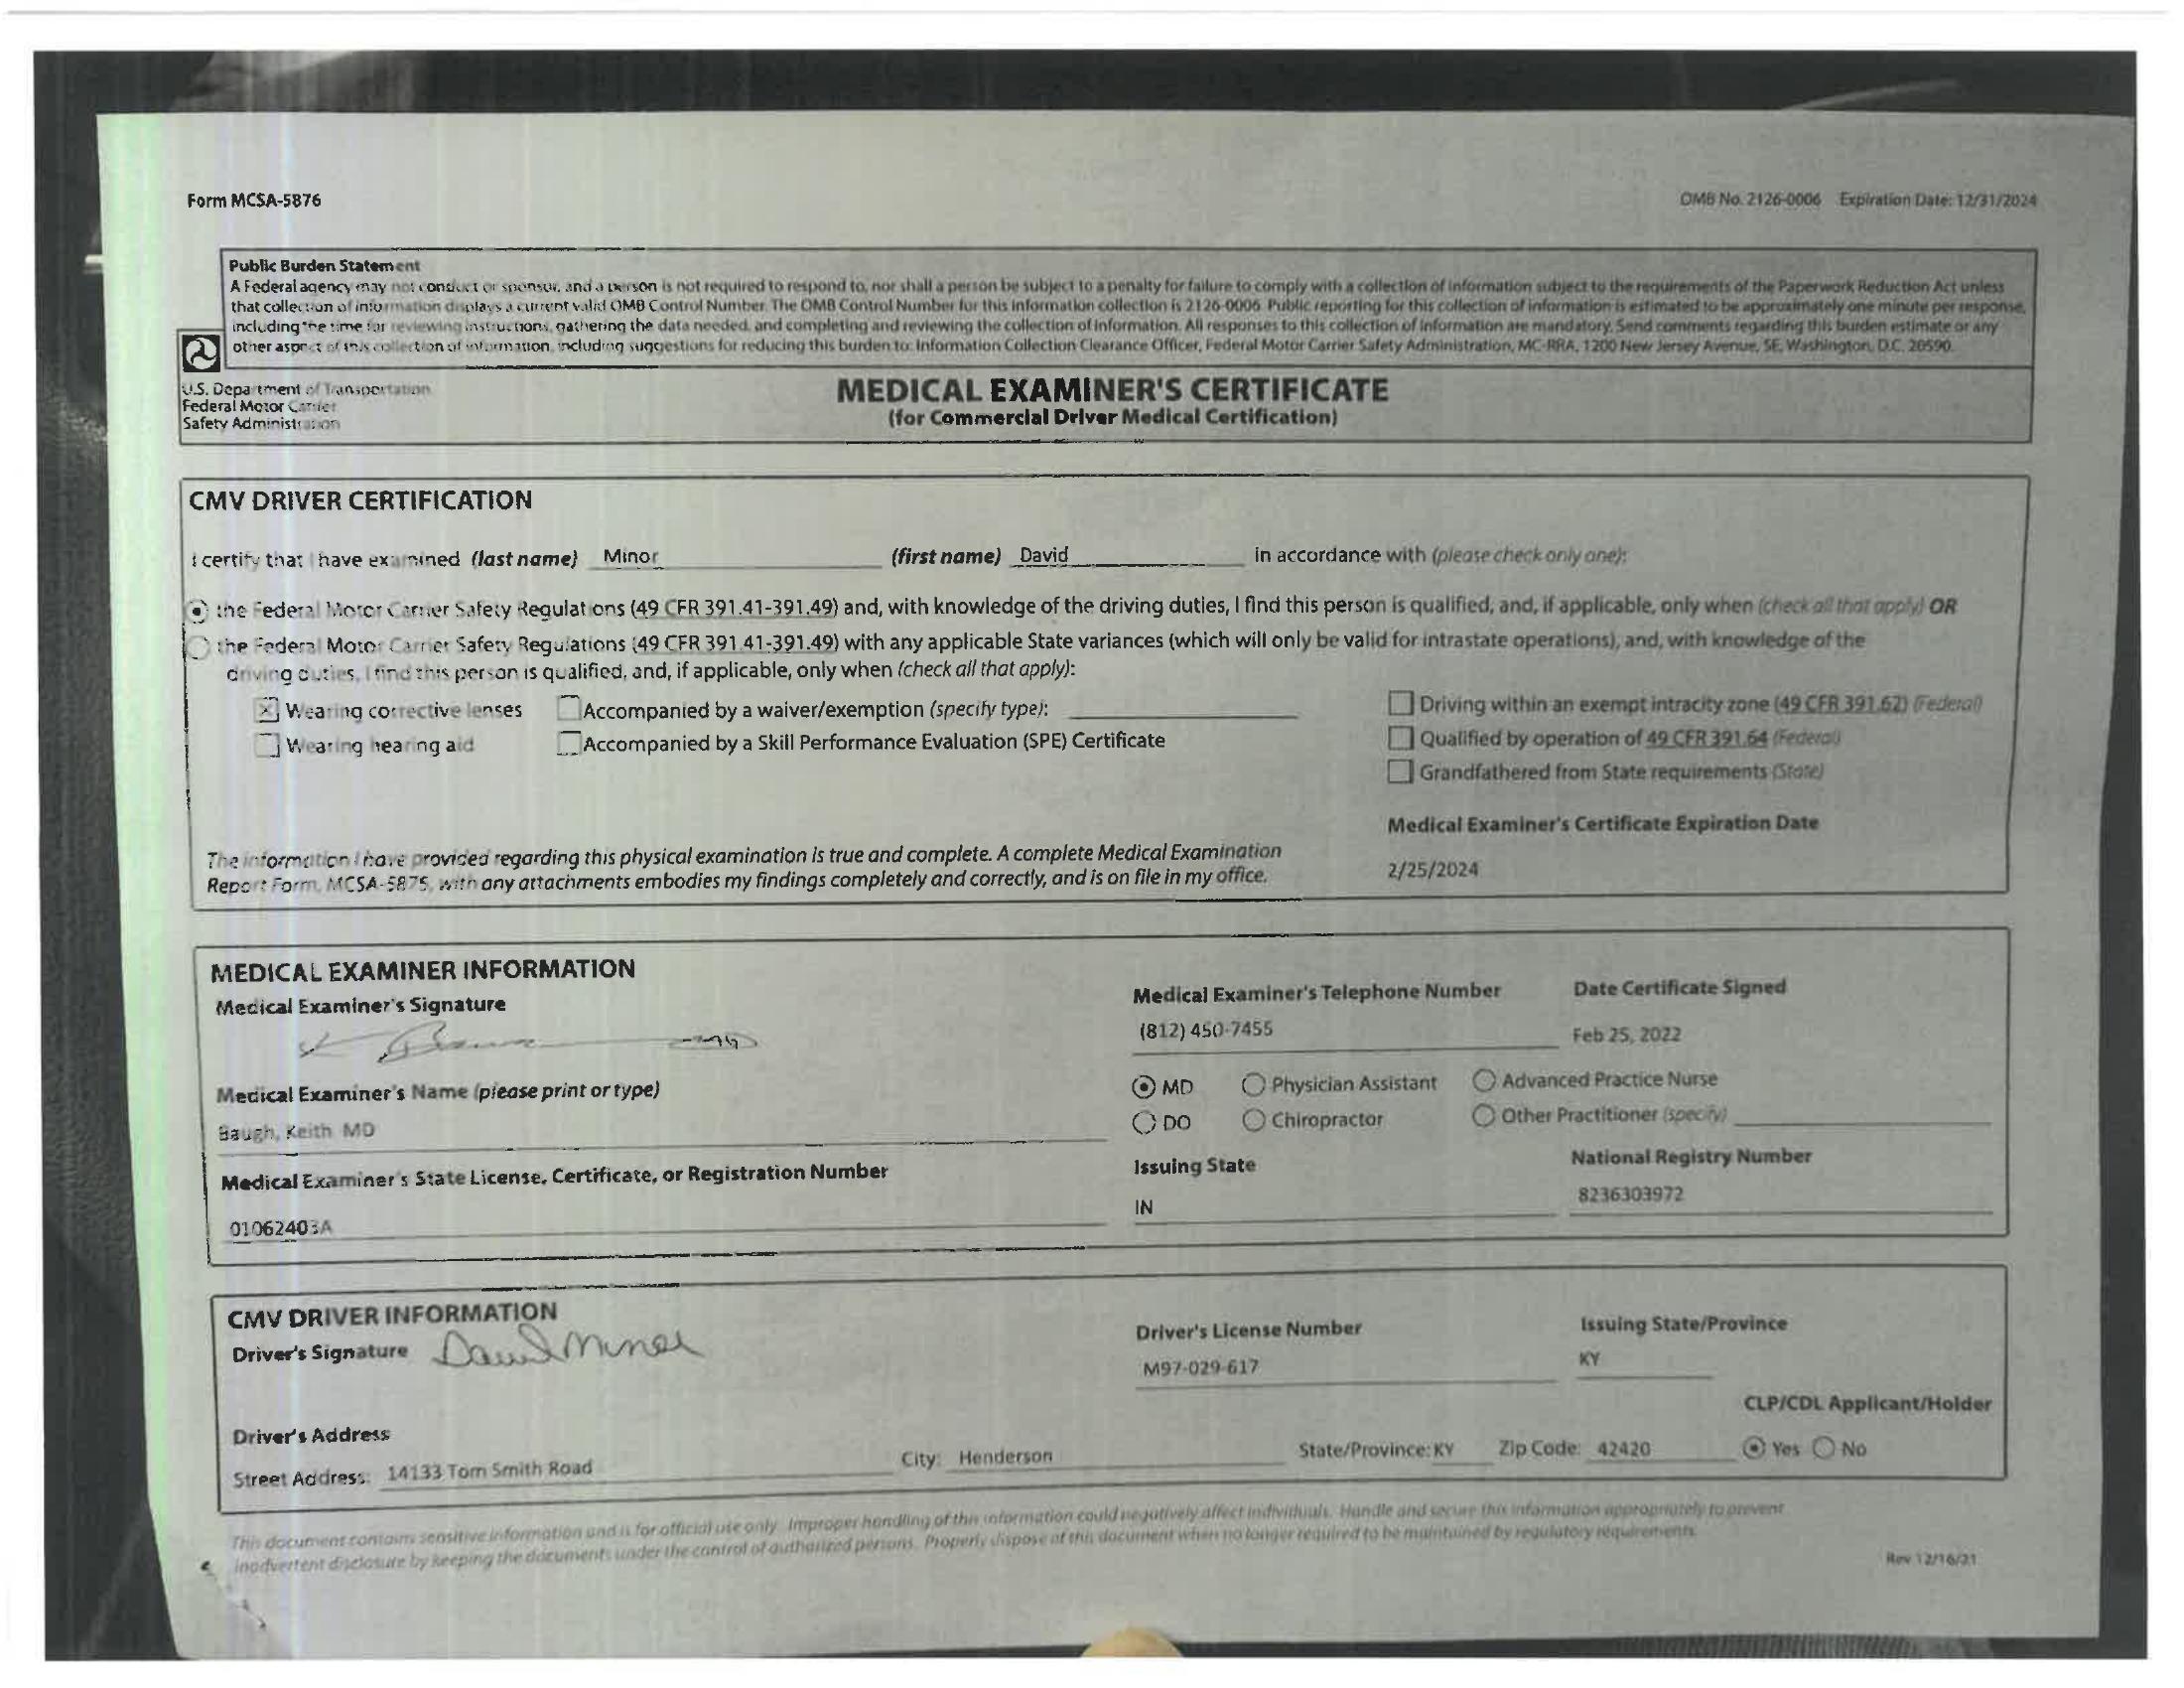 Form MCSA-5876
OMB No. 2126-0006 Expiration Date: 12/31/2024
Public Burden Statement
A Federal agency may not conduct or sponsor, and a person is not required to respond to, nor shall a person be subject to a penalty for failure to comply with a collection of information subject to the requirements of the Paperwork Reduction Act unless
that collection of information displays a current valid OMB Control Number. The OMB Control Number for this information collection is 2126-0006. Public reporting for this collection of information is estimated to be approximately one minute per response,
including the time for reviewing instructions, gathering the data needed, and completing and reviewing the collection of information. All responses to this collection of information are mandatory. Send comments regarding this burden estimate or any
other aspect of this collection of information, including suggestions for reducing this burden to: Information Collection Clearance Officer, Federal Motor Carrier Safety Administration, MC-RRA, 1200 New Jersey Avenue, SE, Washington, D.C. 20590.
U.S. Department of Transportation
Federal Motor Carrier
Safety Administration
MEDICAL EXAMINER'S CERTIFICATE
(for Commercial Driver Medical Certification)
CMV DRIVER CERTIFICATION
I certify that I have examined (last name) Minor (first name) David in accordance with (please check only one):
the Federal Motor Carrier Safety Regulations (49 CFR 391.41-391.49) and, with knowledge of the driving duties, I find this person is qualified, and, if applicable, only when (check all that apply) OR
the Federal Motor Carrier Safety Regulations (49 CFR 391.41-391.49) with any applicable State variances (which will only be valid for intrastate operations), and, with knowledge of the
driving duties, I find this person is qualified, and, if applicable, only when (check all that apply):
Wearing corrective lenses Accompanied by a waiver/exemption (specify type): Driving within an exempt intracity zone (49 CFR 391.62) (Federal)
Wearing hearing aid Accompanied by a Skill Performance Evaluation (SPE) Certificate Qualified by operation of 49 CFR 391.64 (Federal)
Grandfathered from State requirements (State)
Medical Examiner's Certificate Expiration Date
The information I have provided regarding this physical examination is true and complete. A complete Medical Examination
Report Form, MCSA-5875, with any attachments embodies my findings completely and correctly, and is on file in my office.
2/25/2024
MEDICAL EXAMINER INFORMATION
Medical Examiner's Signature
Medical Examiner's Telephone Number Date Certificate Signed
(812) 450-7455 Feb 25, 2022
Medical Examiner's Name (please print or type)
MD Physician Assistant Advanced Practice Nurse
Baugh, Keith MD
DO Chiropractor Other Practitioner (specify)
Medical Examiner's State License, Certificate, or Registration Number
Issuing State National Registry Number
01062403A
IN 8236303972
CMV DRIVER INFORMATION
Driver's Signature David Minor
Driver's License Number Issuing State/Province
M97-029-617 KY
CLP/CDL Applicant/Holder
Driver's Address
Street Address: 14133 Tom Smith Road City: Henderson State/Province: KY Zip Code: 42420 Yes No
This document contains sensitive information and is for official use only. Improper handling of this information could negatively affect individuals. Handle and secure this information appropriately to prevent
inadvertent disclosure by keeping the documents under the control of authorized persons. Properly dispose of this document when no longer required to be maintained by regulatory requirements.
Rev 12/16/21